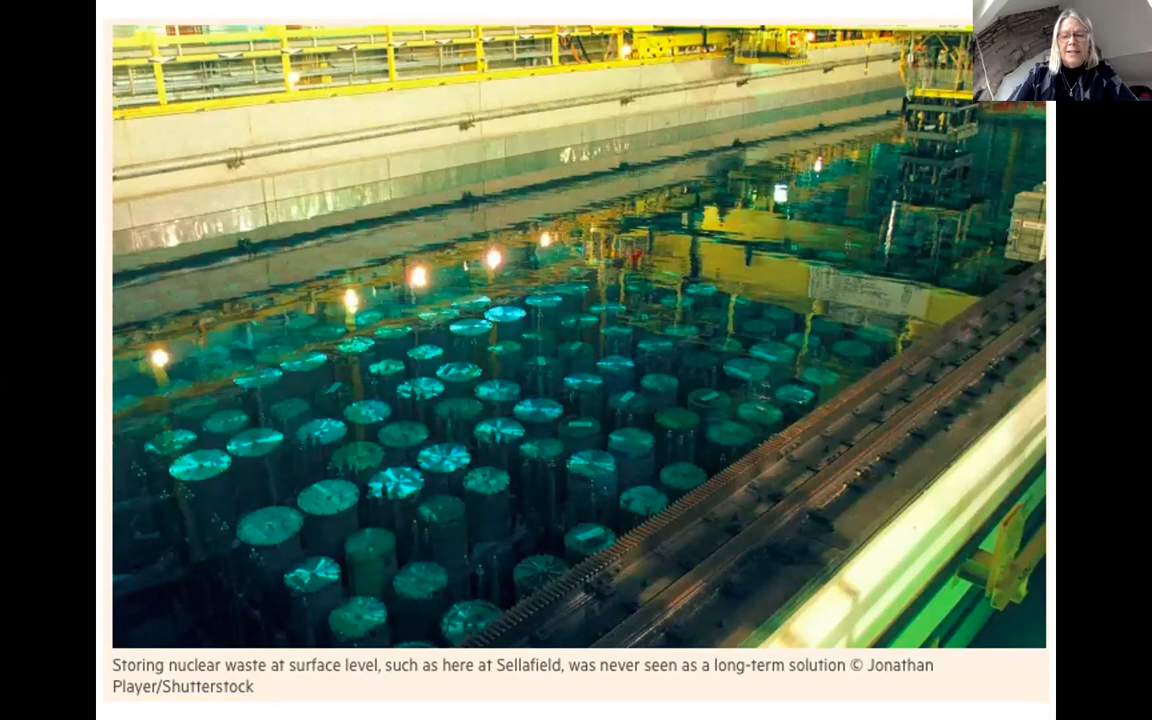 Storing nuclear waste at surface level, such as here at Sellafield, was never seen as a long-term solution © Jonathan
Player/Shutterstock